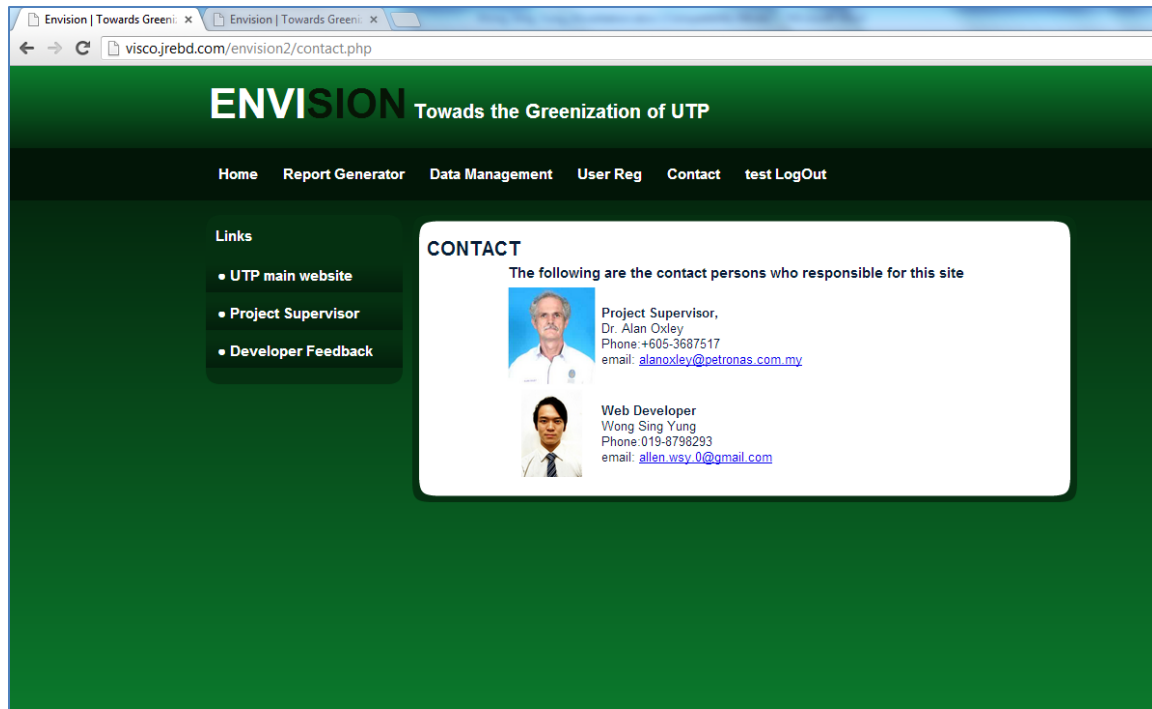 Envision | Towards Greeni
Envision | Towards Greeni
visco.jrebd.com/envision2/contact.php
ENVISION Towads the Greenization of UTP
Home Report Generator Data Management User Reg Contact test LogOut
Links
• UTP main website
• Project Supervisor
• Developer Feedback
CONTACT
The following are the contact persons who responsible for this site
Project Supervisor,
Dr. Alan Oxley
Phone:+605-3687517
email: alanoxley@petronas.com.my
Web Developer
Wong Sing Yung
Phone:019-8798293
email: allen.wsy.0@gmail.com